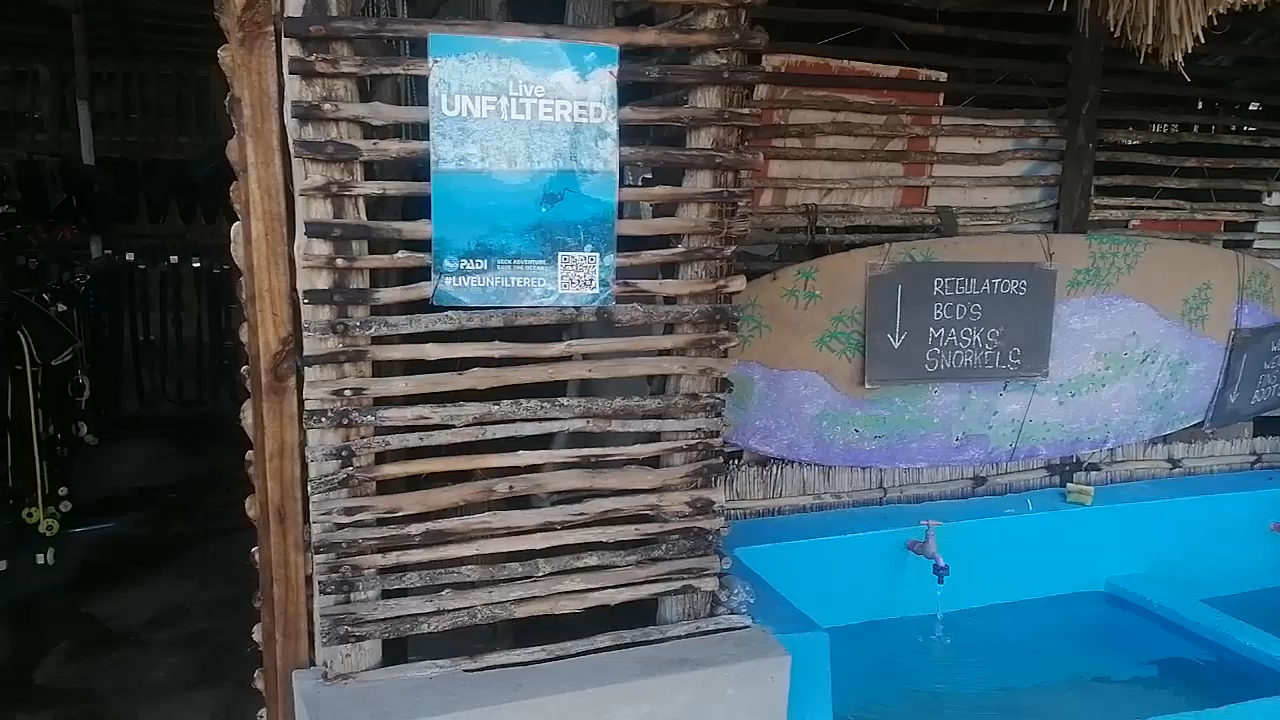 Live
UNFILTERED
PADI
SEEK ADVENTURE.
SAVE THE OCEAN.
#LIVEUNFILTERED
REGULATORS
BCD'S
MASKS
SNORKELS